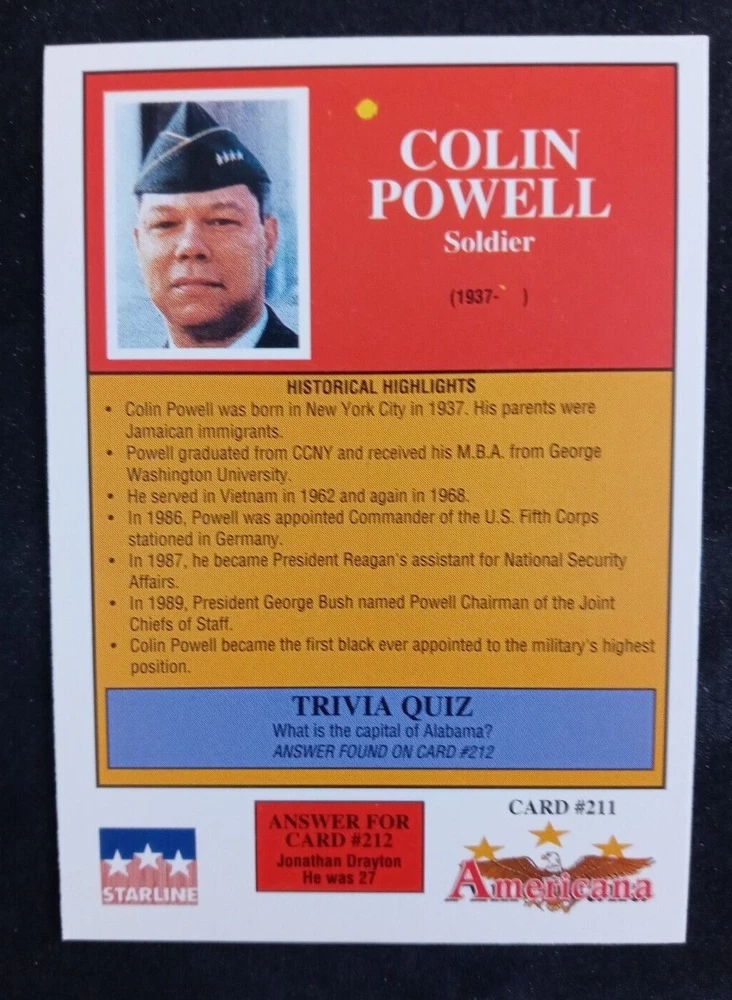 COLIN
POWELL
Soldier
(1937- )
HISTORICAL HIGHLIGHTS
• Colin Powell was born in New York City in 1937. His parents were
Jamaican immigrants.
• Powell graduated from CCNY and received his M.B.A. from George
Washington University.
• He served in Vietnam in 1962 and again in 1968.
• In 1986, Powell was appointed Commander of the U.S. Fifth Corps
stationed in Germany.
• In 1987, he became President Reagan's assistant for National Security
Affairs.
• In 1989, President George Bush named Powell Chairman of the Joint
Chiefs of Staff.
• Colin Powell became the first black ever appointed to the military's highest
position.
TRIVIA QUIZ
What is the capital of Alabama?
ANSWER FOUND ON CARD #212
STARLINE
ANSWER FOR
CARD #212
Jonathan Drayton
He was 27
CARD #211
Americana